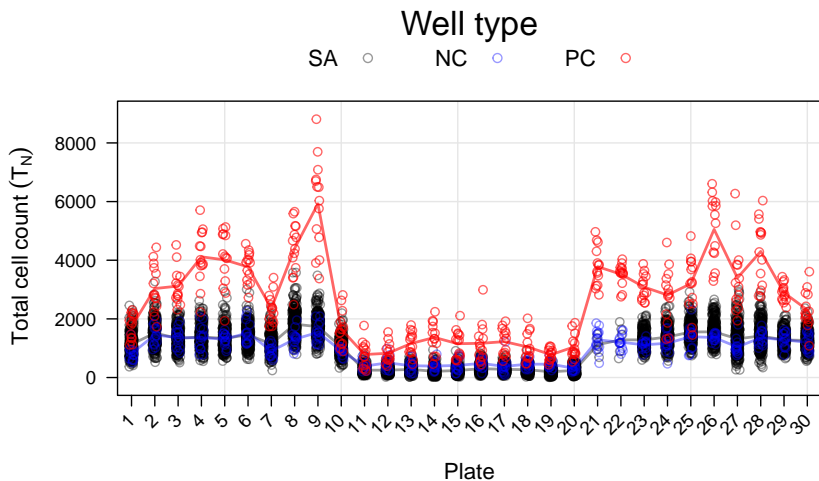 Well type
SA NC PC
Total cell count (T_N)
8000
6000
4000
2000
0
1 2 3 4 5 6 7 8 9 10 11 12 13 14 15 16 17 18 19 20 21 22 23 24 25 26 27 28 29 30
Plate